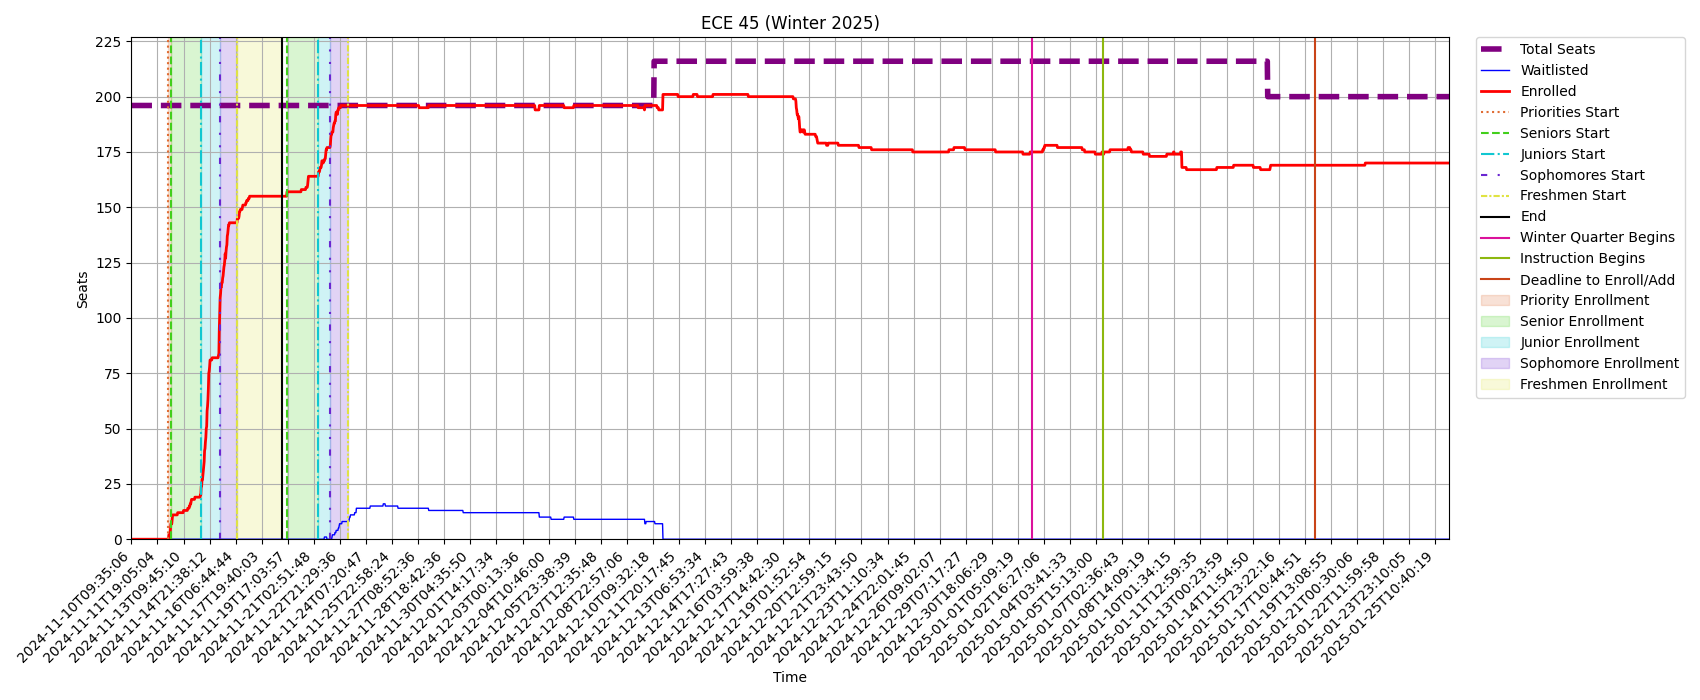 ECE 45 (Winter 2025)
225
200
175
150
125
100
75
50
25
0
Seats
2024-11-10T09:35:06
2024-11-11T19:05:04
2024-11-13T09:45:10
2024-11-14T21:38:12
2024-11-16T06:44:44
2024-11-17T19:40:03
2024-11-19T17:03:57
2024-11-21T02:51:48
2024-11-22T21:29:36
2024-11-24T07:20:47
2024-11-25T22:58:24
2024-11-27T08:52:36
2024-11-28T18:42:36
2024-11-30T04:35:50
2024-12-01T14:17:34
2024-12-03T00:13:36
2024-12-04T10:46:00
2024-12-05T23:38:39
2024-12-07T12:35:48
2024-12-08T22:57:06
2024-12-10T09:32:18
2024-12-11T20:17:45
2024-12-13T06:53:34
2024-12-14T17:27:43
2024-12-16T03:59:38
2024-12-17T14:42:30
2024-12-19T01:52:54
2024-12-20T12:59:15
2024-12-21T23:43:50
2024-12-23T11:10:34
2024-12-24T22:01:45
2024-12-26T09:02:07
2024-12-29T07:17:27
2024-12-30T18:06:29
2025-01-01T05:09:19
2025-01-02T16:27:06
2025-01-04T03:41:33
2025-01-05T15:13:00
2025-01-07T02:36:43
2025-01-08T14:09:19
2025-01-10T01:34:15
2025-01-11T12:59:35
2025-01-13T00:23:59
2025-01-14T11:54:50
2025-01-15T23:22:16
2025-01-17T10:44:51
2025-01-19T13:08:55
2025-01-21T00:30:06
2025-01-22T11:59:58
2025-01-23T23:10:05
2025-01-25T10:40:19
Time
Total Seats
Waitlisted
Enrolled
Priorities Start
Seniors Start
Juniors Start
Sophomores Start
Freshmen Start
End
Winter Quarter Begins
Instruction Begins
Deadline to Enroll/Add
Priority Enrollment
Senior Enrollment
Junior Enrollment
Sophomore Enrollment
Freshmen Enrollment